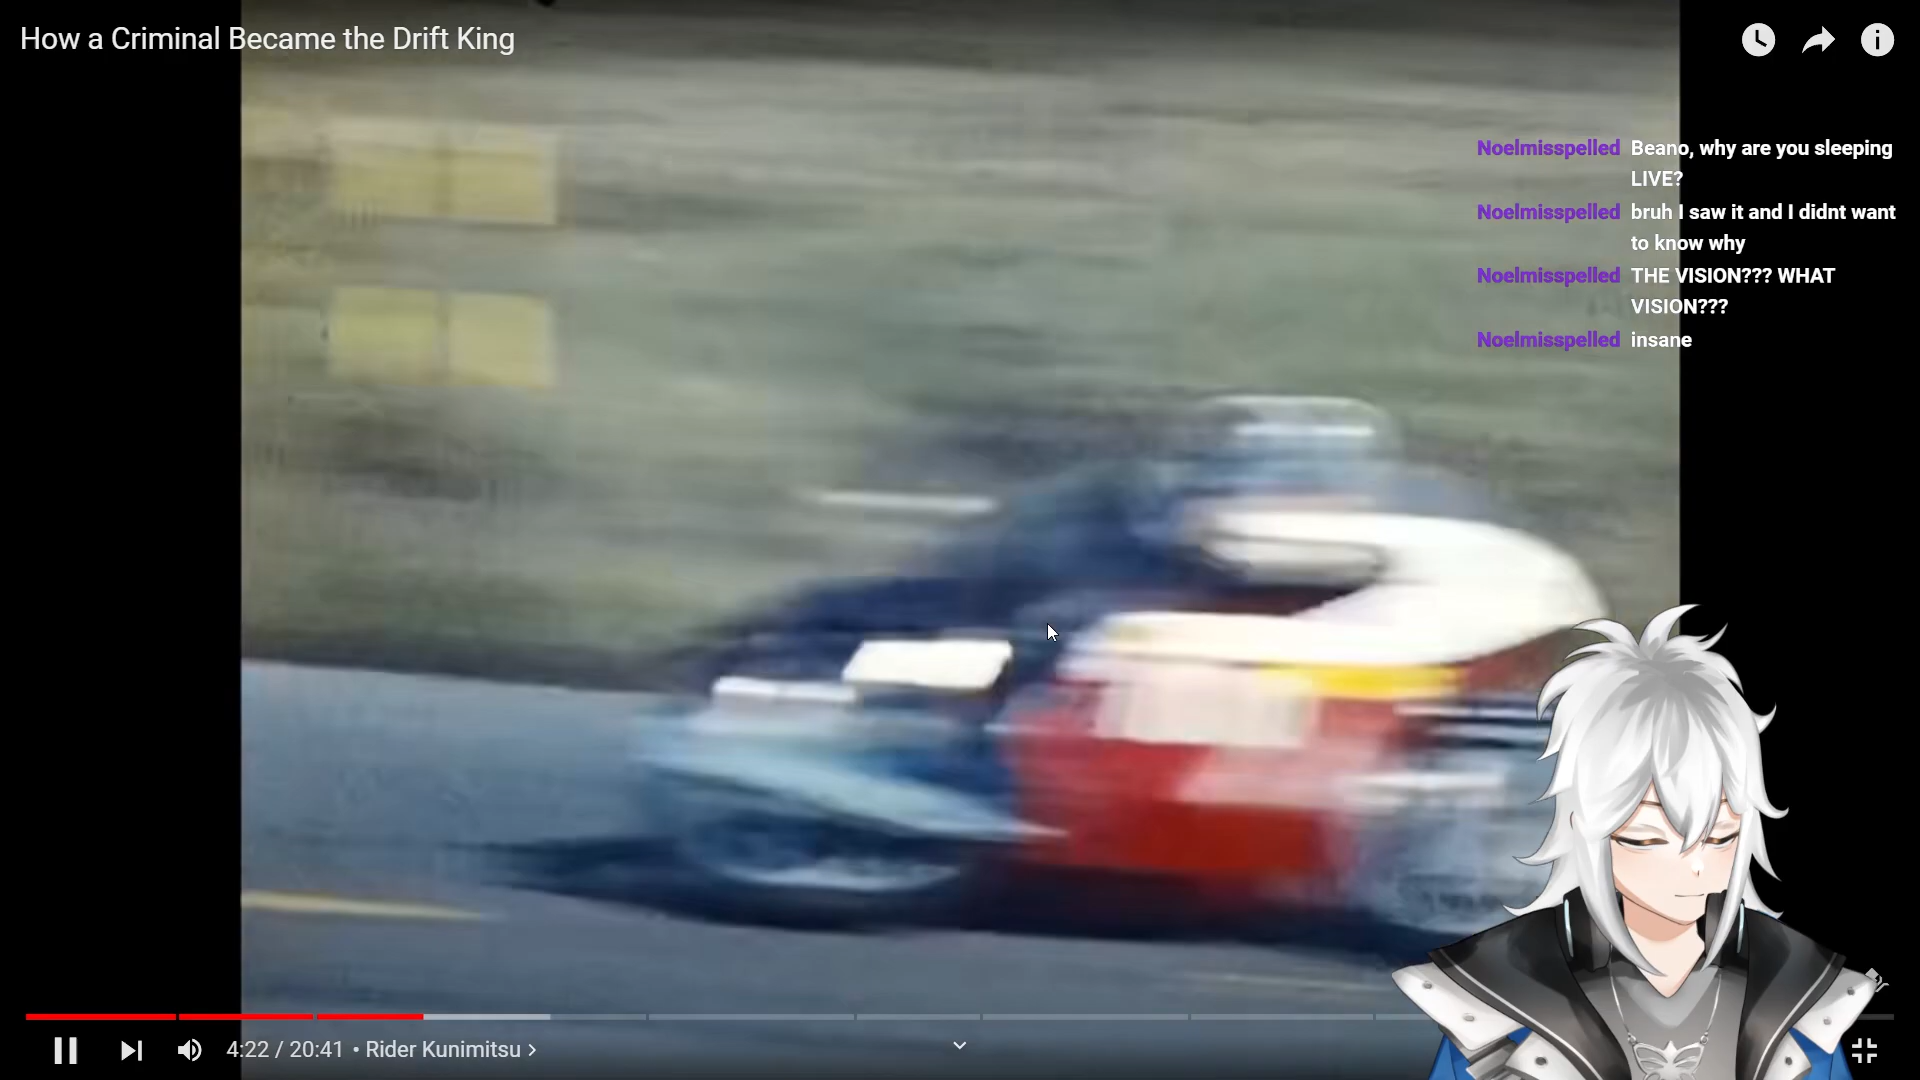 How a Criminal Became the Drift King
Noelmisspelled Beano, why are you sleeping
LIVE?
Noelmisspelled bruh I saw it and I didnt want
to know why
Noelmisspelled THE VISION??? WHAT
VISION???
Noelmisspelled insane
4:22 / 20:41 • Rider Kunimitsu